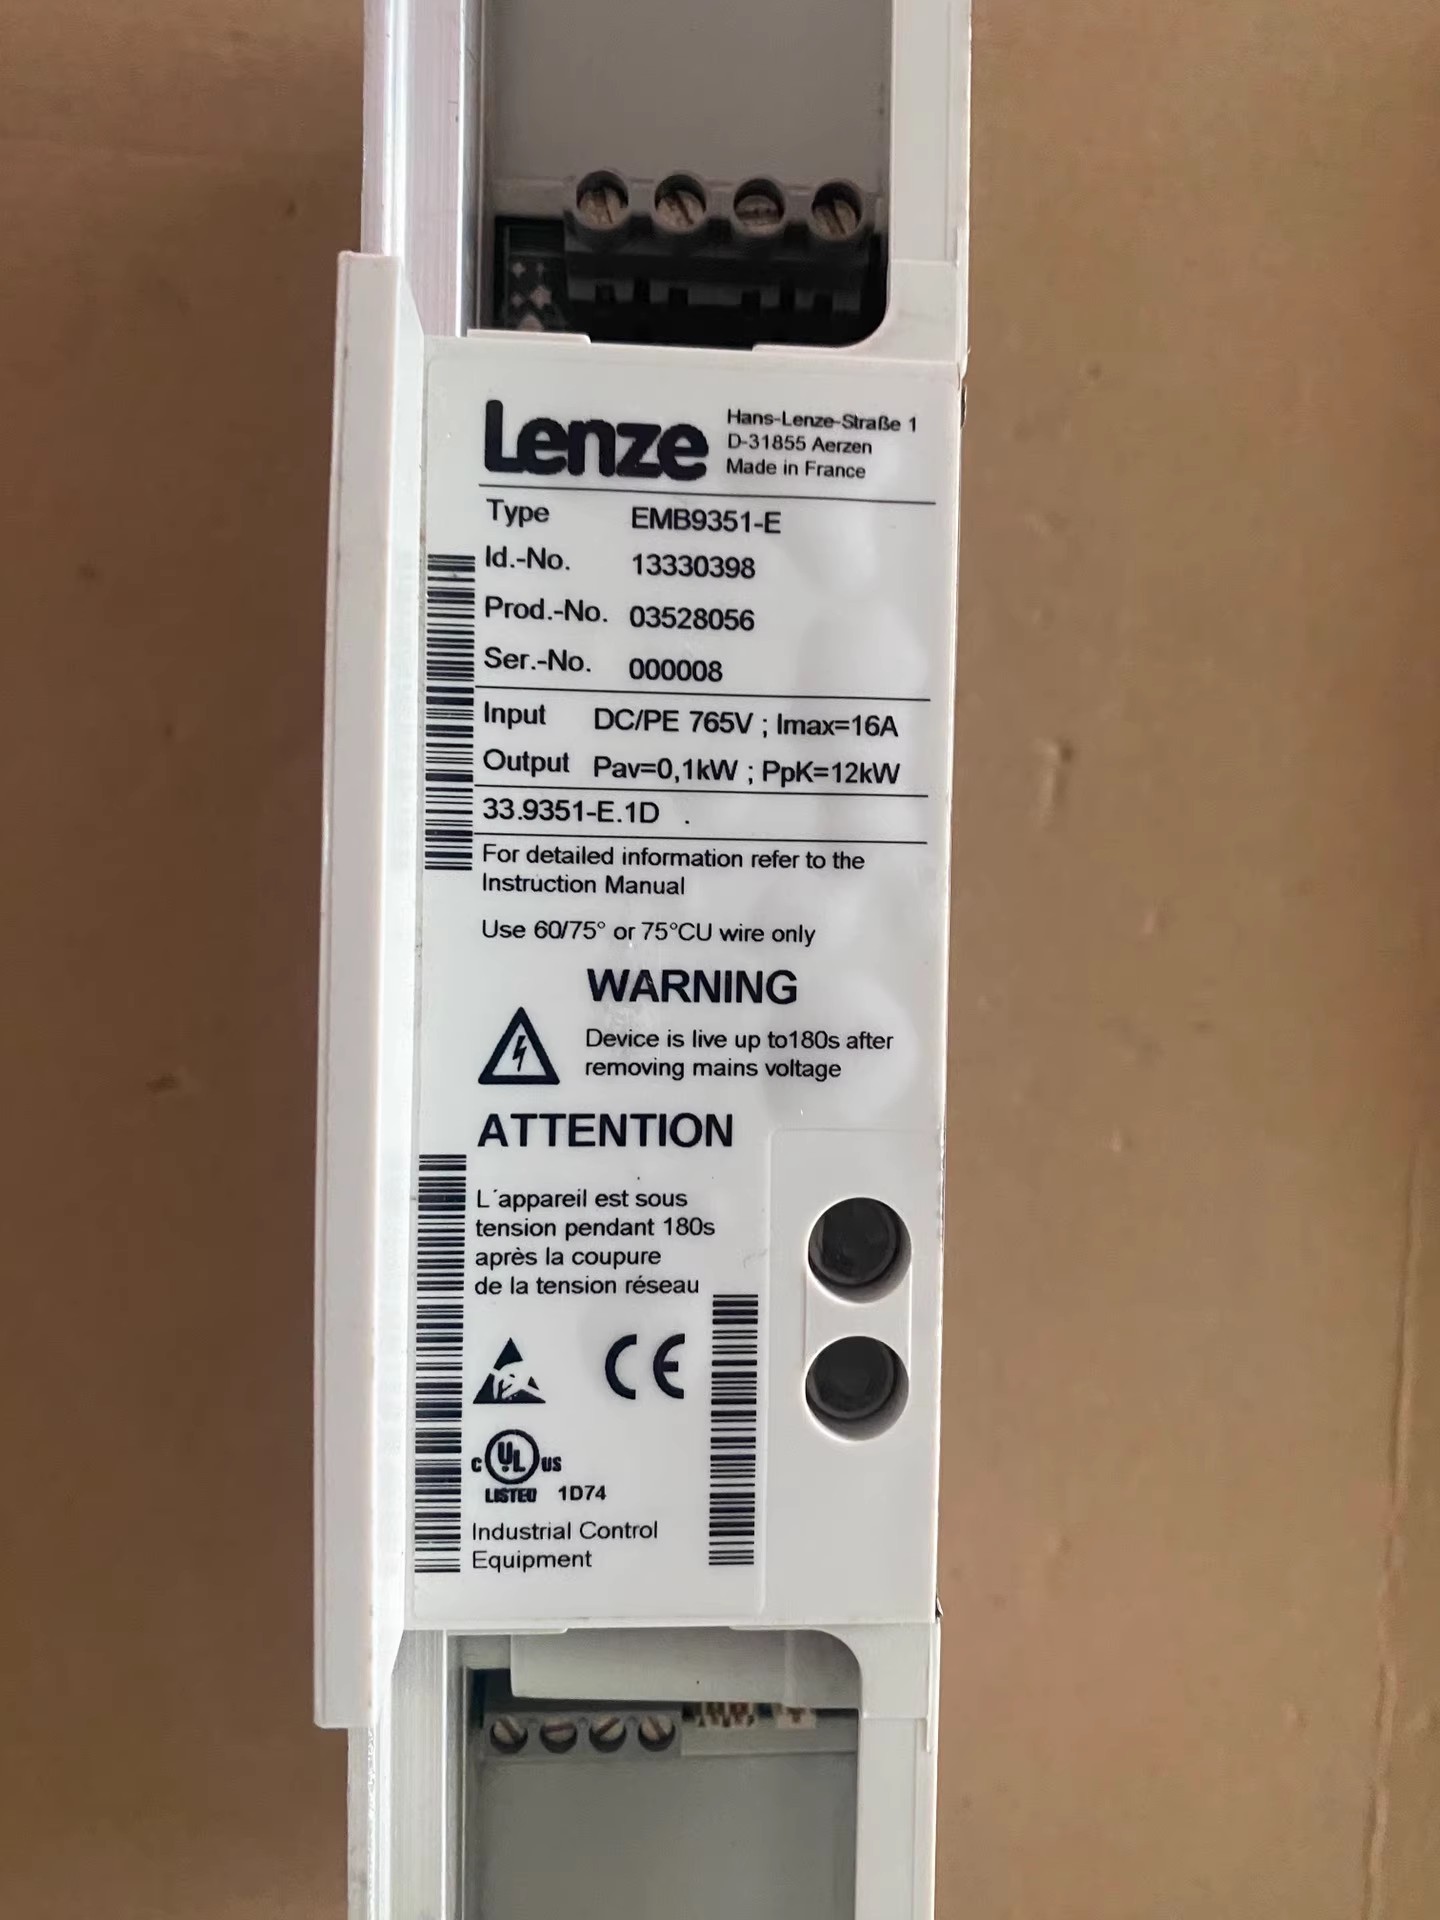 Lenze
Hans-Lenze-Straße 1
D-31855 Aerzen
Made in France
Type EMB9351-E
Id.-No. 13330398
Prod.-No. 03528056
Ser.-No. 000008
Input DC/PE 765V ; Imax=16A
Output Pav=0,1kW ; PpK=12kW
33.9351-E.1D .
For detailed information refer to the
Instruction Manual
Use 60/75° or 75°CU wire only
WARNING
Device is live up to180s after
removing mains voltage
ATTENTION
L´appareil est sous
tension pendant 180s
après la coupure
de la tension réseau
CE
c UL us
LISTED 1D74
Industrial Control
Equipment